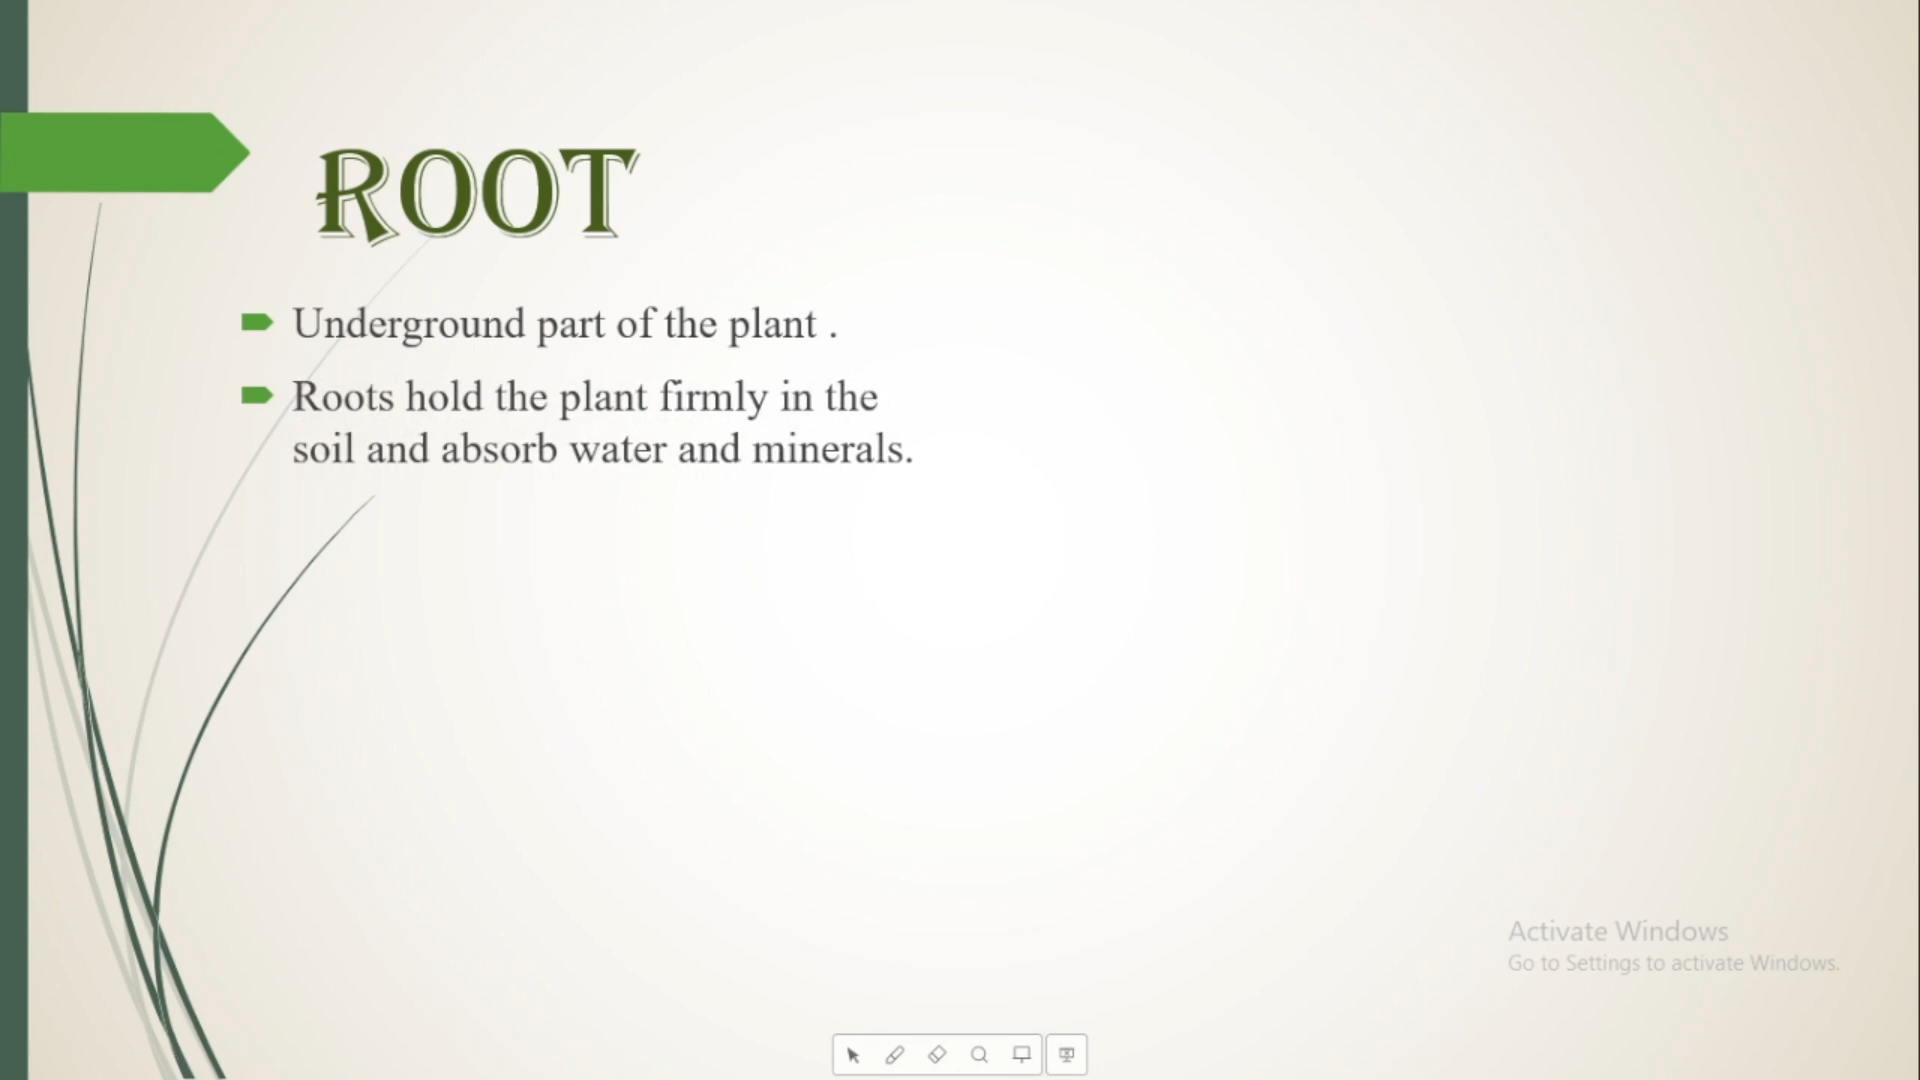 ROOT
Underground part of the plant .
Roots hold the plant firmly in the
soil and absorb water and minerals.
Activate Windows
Go to Settings to activate Windows.